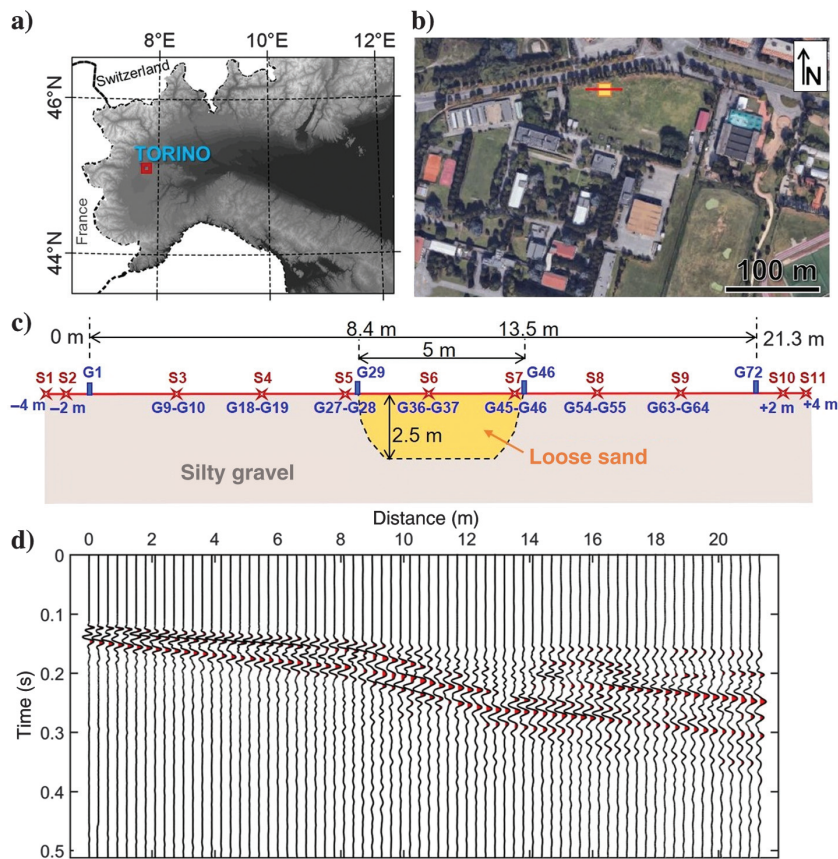 a)
8°E 10°E 12°E
Switzerland
46°N
TORINO
France
44°N
b)
N
100 m
c)
0 m 8.4 m 13.5 m 21.3 m
5 m
S1 S2 G1 S3 S4 S5 G29 S6 S7 G46 S8 S9 G72 S10 S11
–4 m –2 m G9-G10 G18-G19 G27-G28 G36-G37 G45-G46 G54-G55 G63-G64 +2 m +4 m
2.5 m
Loose sand
Silty gravel
Distance (m)
d)
0 2 4 6 8 10 12 14 16 18 20
0
0.1
0.2
0.3
0.4
0.5
Time (s)